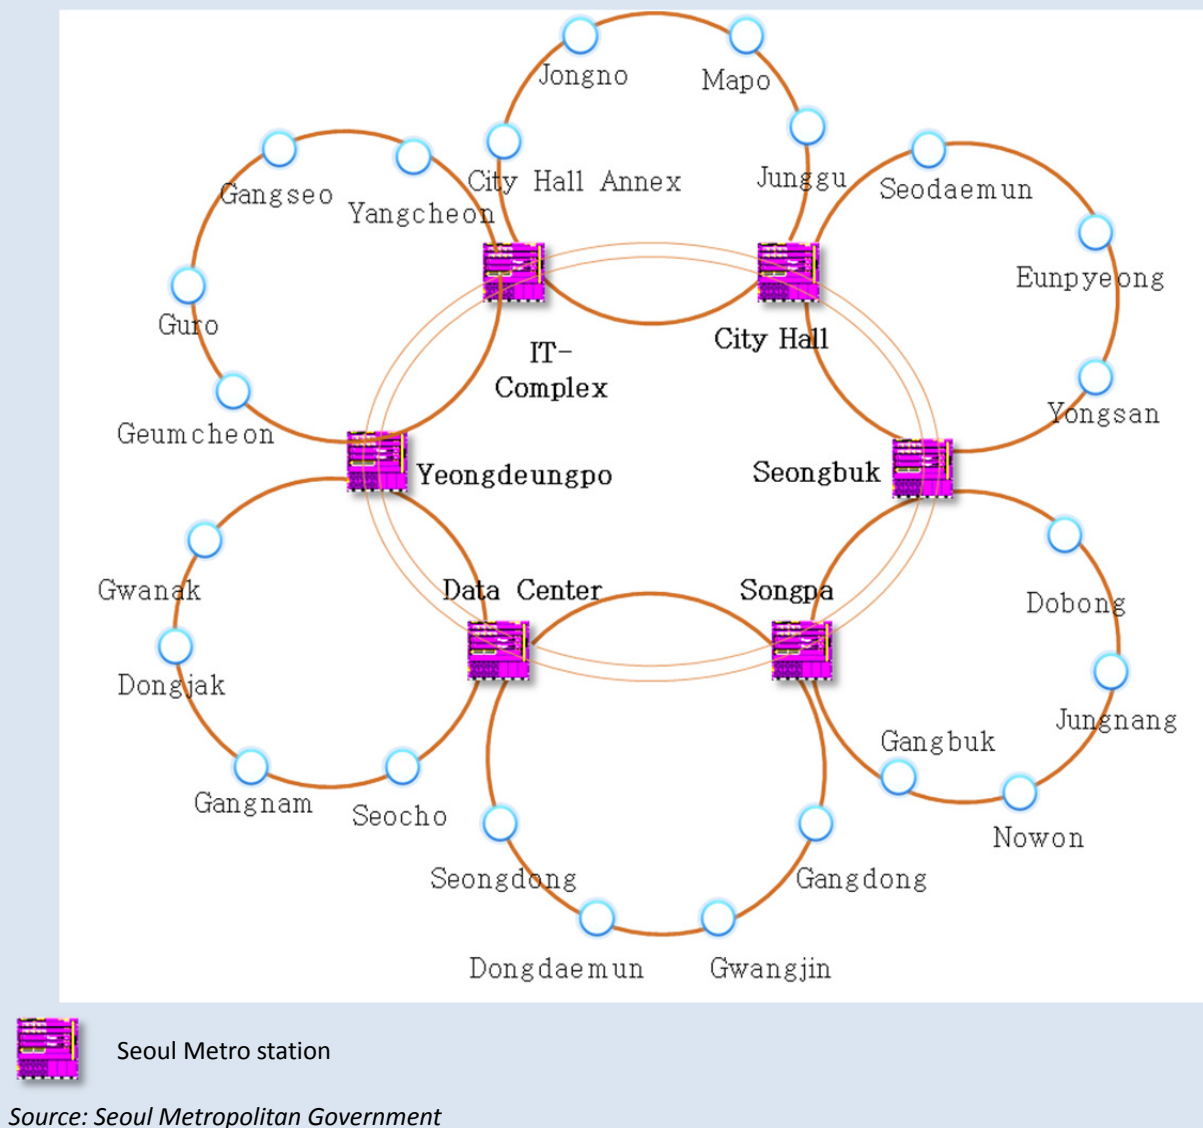 Jongno
Mapo
City Hall Annex
Junggu
Gangseo
Yangcheon
Seodaemun
Eunpyeong
Guro
City Hall
IT-
Complex
Geumcheon
Yongsan
Yeongdeungpo
Seongbuk
Gwanak
Data Center
Songpa
Dobong
Dongjak
Jungnang
Gangbuk
Gangnam
Seocho
Nowon
Seongdong
Gangdong
Dongdaemun
Gwangjin
Seoul Metro station
Source: Seoul Metropolitan Government